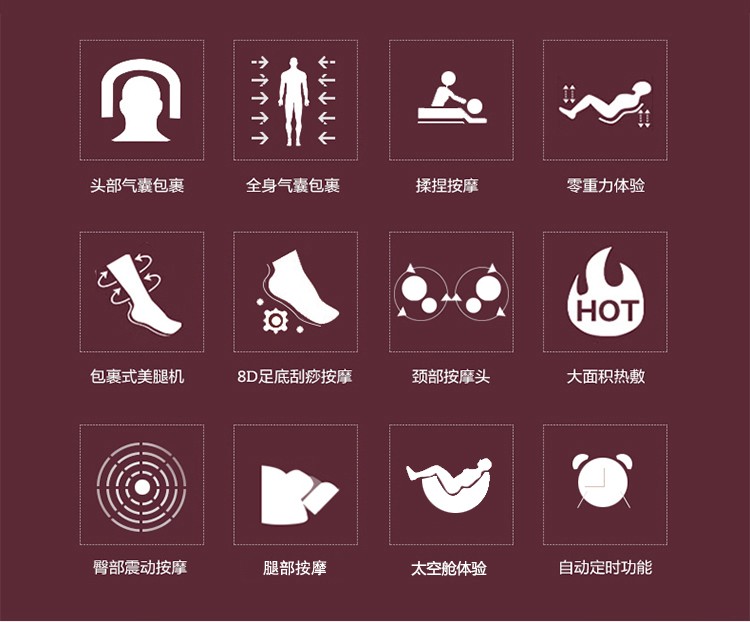 头部气囊包裹
全身气囊包裹
揉捏按摩
零重力体验
包裹式美腿机
8D足底刮痧按摩
颈部按摩头
HOT
大面积热敷
臀部震动按摩
腿部按摩
太空舱体验
自动定时功能